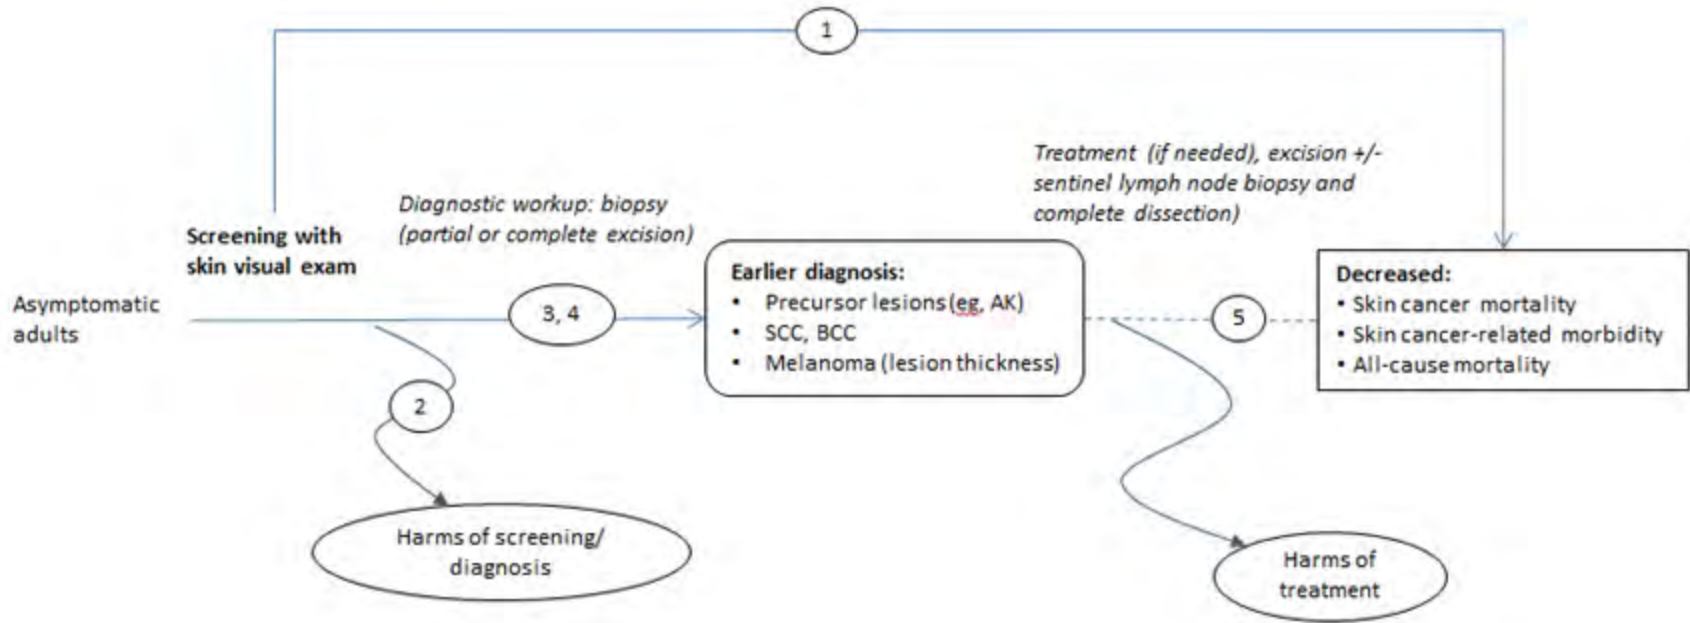 1
Treatment (if needed), excision +/-
sentinel lymph node biopsy and
complete dissection)
Diagnostic workup: biopsy
(partial or complete excision)
Screening with
skin visual exam
Asymptomatic
adults
3, 4
Earlier diagnosis:
• Precursor lesions (eg, AK)
• SCC, BCC
• Melanoma (lesion thickness)
5
Decreased:
• Skin cancer mortality
• Skin cancer-related morbidity
• All-cause mortality
2
Harms of screening/
diagnosis
Harms of
treatment